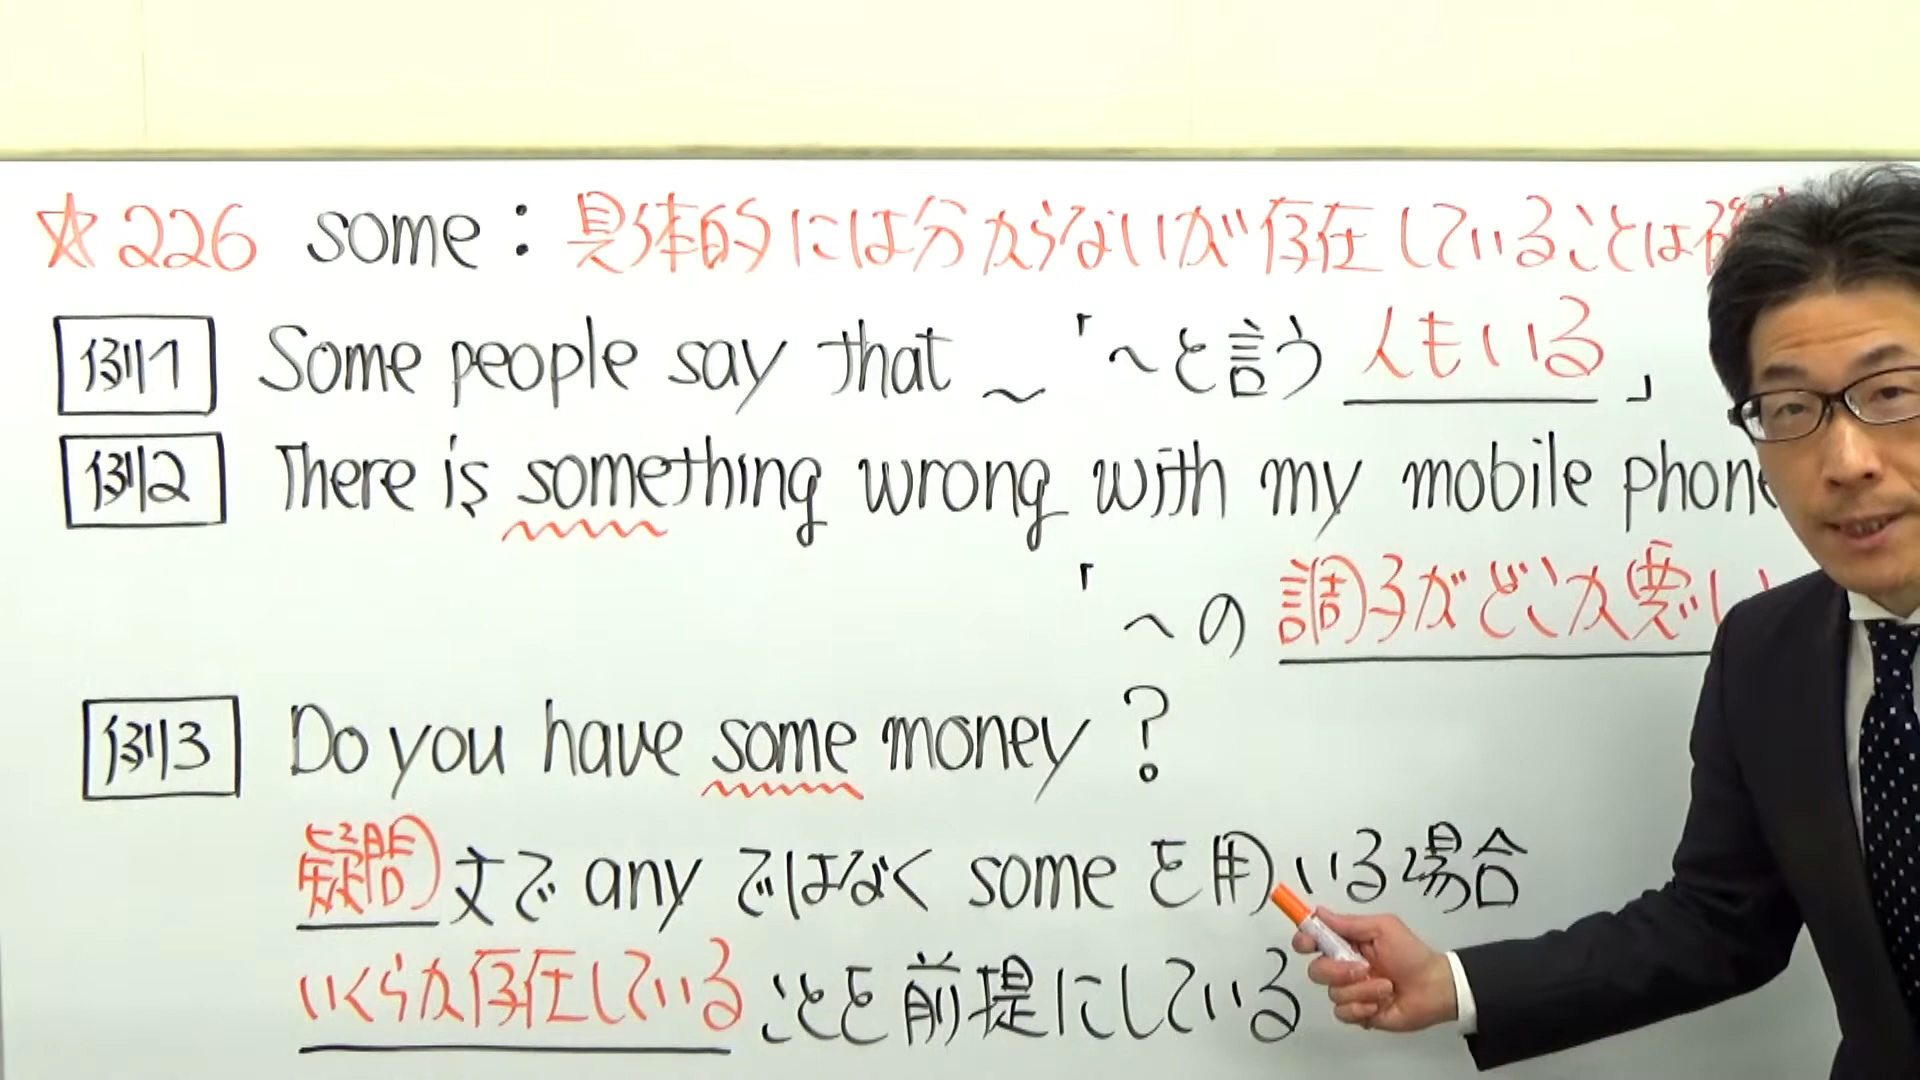 ☆226 some：具体的には分からないが存在していることは確
例1 Some people say that ～ 「～と言う人もいる」
例2 There is something wrong with my mobile phone
「～の調子がどこか悪い
例3 Do you have some money?
疑問文で any ではなく some を用いる場合
いくらか存在していることを前提にしている